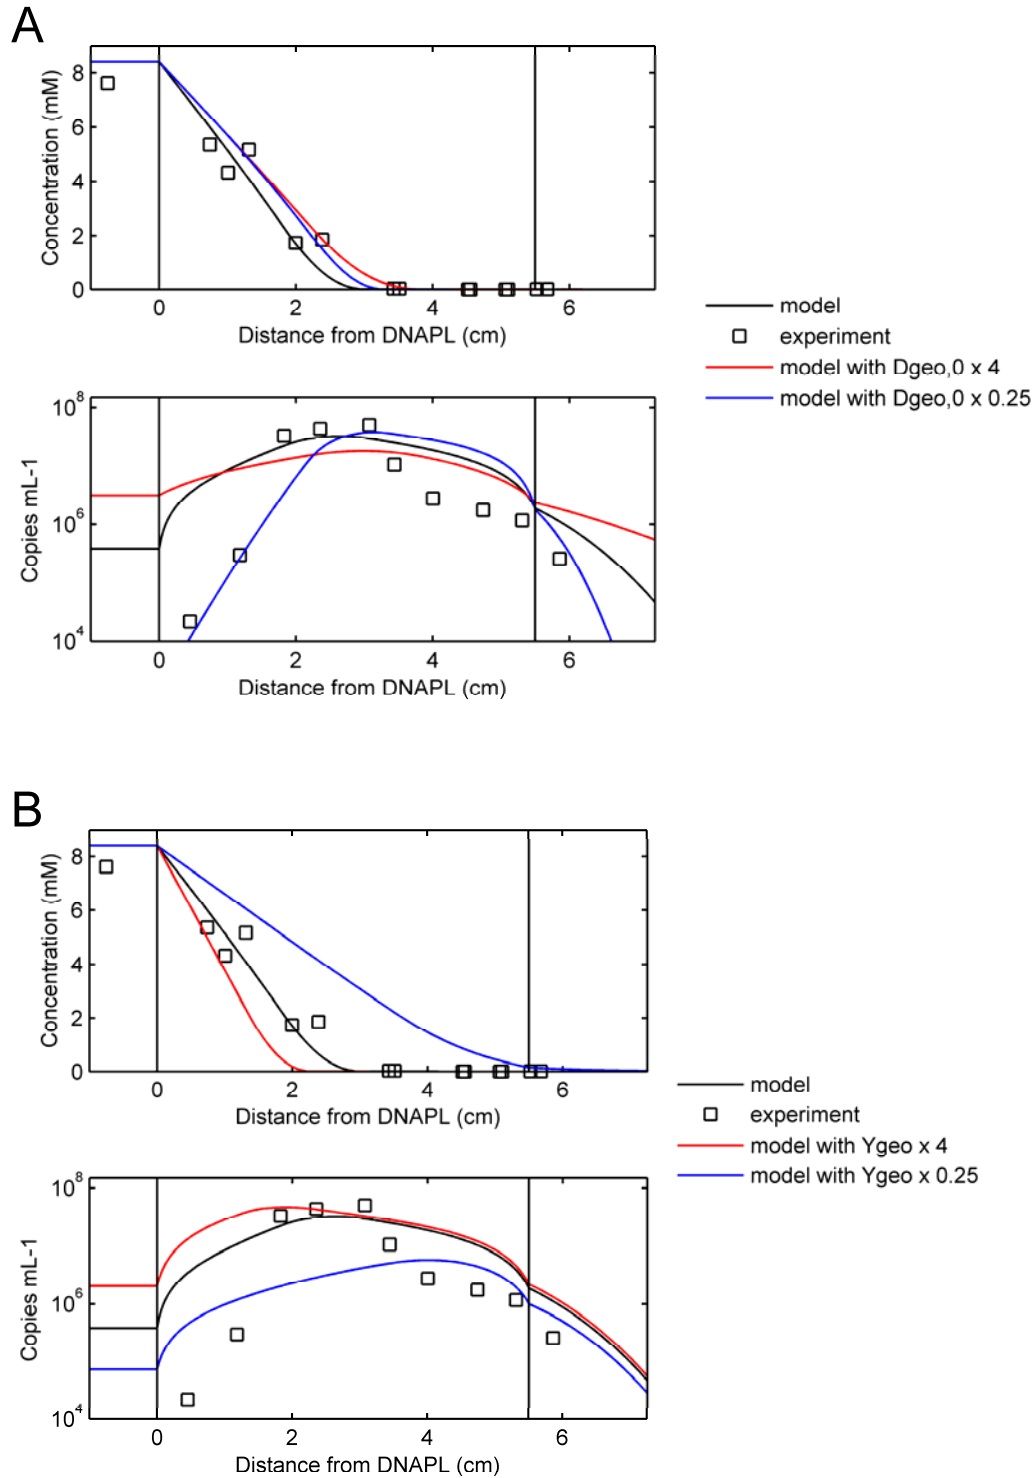 A
Concentration (mM)
8
6
4
2
0
0 2 4 6
Distance from DNAPL (cm)
model
experiment
model with Dgeo,0 x 4
model with Dgeo,0 x 0.25
Copies mL-1
10^8
10^6
10^4
0 2 4 6
Distance from DNAPL (cm)
B
Concentration (mM)
8
6
4
2
0
0 2 4 6
Distance from DNAPL (cm)
model
experiment
model with Ygeo x 4
model with Ygeo x 0.25
Copies mL-1
10^8
10^6
10^4
0 2 4 6
Distance from DNAPL (cm)